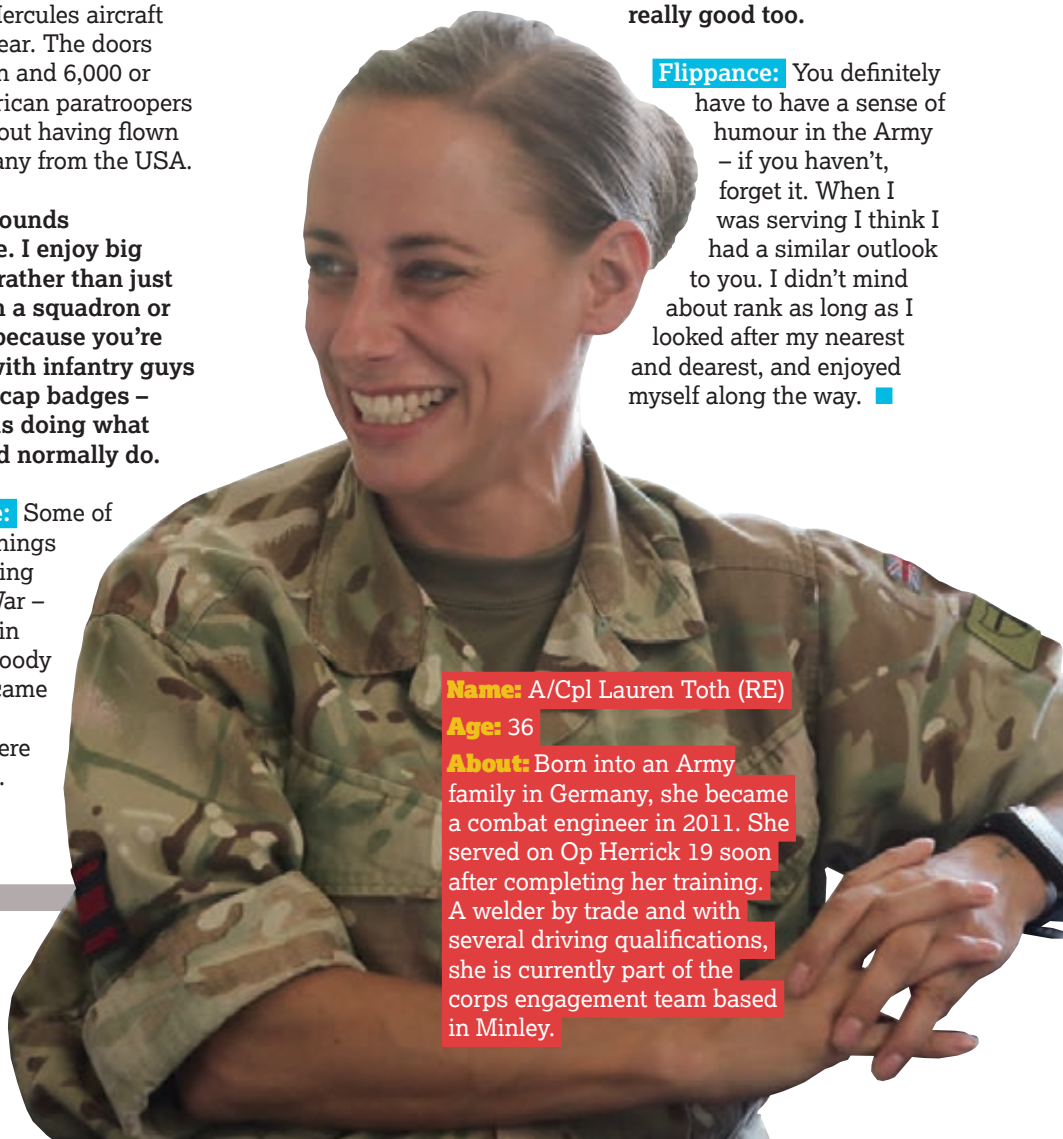 Hercules aircraft
ear. The doors
n and 6,000 or
rican paratroopers
out having flown
any from the USA.
ounds
e. I enjoy big
rather than just
n a squadron or
because you're
with infantry guys
cap badges –
s doing what
d normally do.
e: Some of
hings
ing
War –
in
oody
came
ere
.
really good too.
Flippance: You definitely
have to have a sense of
humour in the Army
– if you haven't,
forget it. When I
was serving I think I
had a similar outlook
to you. I didn't mind
about rank as long as I
looked after my nearest
and dearest, and enjoyed
myself along the way.
Name: A/Cpl Lauren Toth (RE)
Age: 36
About: Born into an Army
family in Germany, she became
a combat engineer in 2011. She
served on Op Herrick 19 soon
after completing her training.
A welder by trade and with
several driving qualifications,
she is currently part of the
corps engagement team based
in Minley.